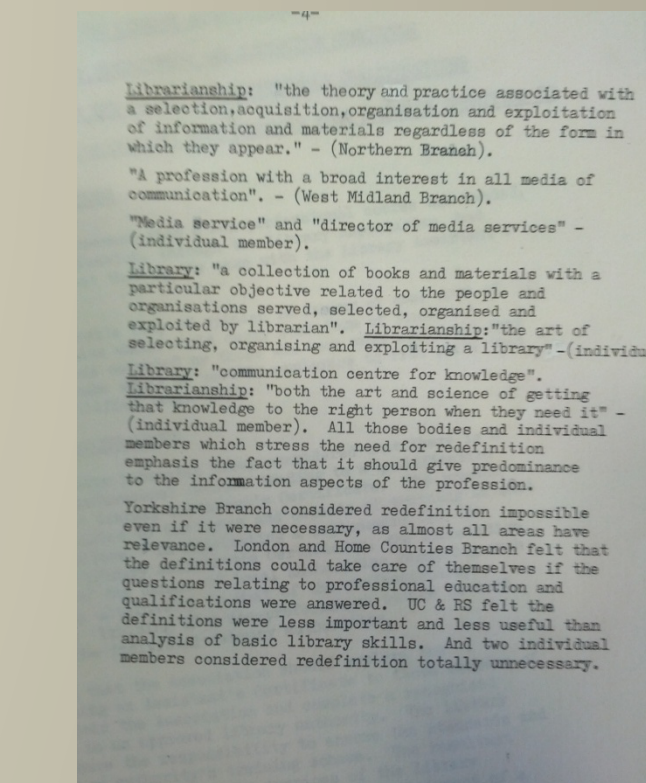 -4-
Librarianship: "the theory and practice associated with
a selection,acquisition,organisation and exploitation
of information and materials regardless of the form in
which they appear." - (Northern Branch).
"A profession with a broad interest in all media of
communication". - (West Midland Branch).
"Media service" and "director of media services" -
(individual member).
Library: "a collection of books and materials with a
particular objective related to the people and
organisations served, selected, organised and
exploited by librarian". Librarianship:"the art of
selecting, organising and exploiting a library" -(individu
Library: "communication centre for knowledge".
Librarianship: "both the art and science of getting
that knowledge to the right person when they need it" -
(individual member). All those bodies and individual
members which stress the need for redefinition
emphasis the fact that it should give predominance
to the information aspects of the profession.
Yorkshire Branch considered redefinition impossible
even if it were necessary, as almost all areas have
relevance. London and Home Counties Branch felt that
the definitions could take care of themselves if the
questions relating to professional education and
qualifications were answered. UC & RS felt the
definitions were less important and less useful than
analysis of basic library skills. And two individual
members considered redefinition totally unnecessary.